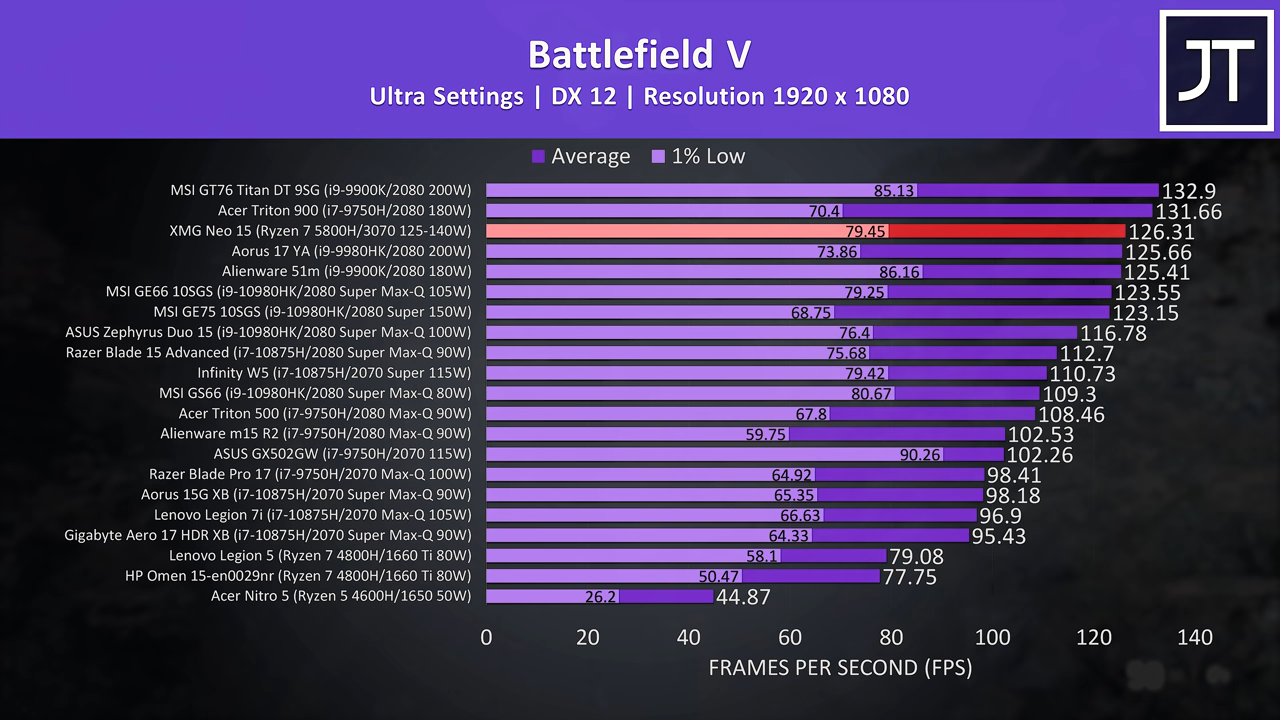 Battlefield V
JT
Ultra Settings | DX 12 | Resolution 1920 x 1080
Average 1% Low
MSI GT76 Titan DT 9SG (i9-9900K/2080 200W) 85.13 132.9
Acer Triton 900 (i7-9750H/2080 180W) 70.4 131.66
XMG Neo 15 (Ryzen 7 5800H/3070 125-140W) 79.45 126.31
Aorus 17 YA (i9-9980HK/2080 200W) 73.86 125.66
Alienware 51m (i9-9900K/2080 180W) 86.16 125.41
MSI GE66 10SGS (i9-10980HK/2080 Super Max-Q 105W) 79.25 123.55
MSI GE75 10SGS (i9-10980HK/2080 Super 150W) 68.75 123.15
ASUS Zephyrus Duo 15 (i9-10980HK/2080 Super Max-Q 100W) 76.4 116.78
Razer Blade 15 Advanced (i7-10875H/2080 Super Max-Q 90W) 75.68 112.7
Infinity W5 (i7-10875H/2070 Super 115W) 79.42 110.73
MSI GS66 (i9-10980HK/2080 Super Max-Q 80W) 80.67 109.3
Acer Triton 500 (i7-9750H/2080 Max-Q 90W) 67.8 108.46
Alienware m15 R2 (i7-9750H/2080 Max-Q 90W) 59.75 102.53
ASUS GX502GW (i7-9750H/2070 115W) 90.26 102.26
Razer Blade Pro 17 (i7-9750H/2070 Max-Q 100W) 64.92 98.41
Aorus 15G XB (i7-10875H/2070 Super Max-Q 90W) 65.35 98.18
Lenovo Legion 7i (i7-10875H/2070 Max-Q 105W) 66.63 96.9
Gigabyte Aero 17 HDR XB (i7-10875H/2070 Super Max-Q 90W) 64.33 95.43
Lenovo Legion 5 (Ryzen 7 4800H/1660 Ti 80W) 58.1 79.08
HP Omen 15-en0029nr (Ryzen 7 4800H/1660 Ti 80W) 50.47 77.75
Acer Nitro 5 (Ryzen 5 4600H/1650 50W) 26.2 44.87
0 20 40 60 80 100 120 140
FRAMES PER SECOND (FPS)